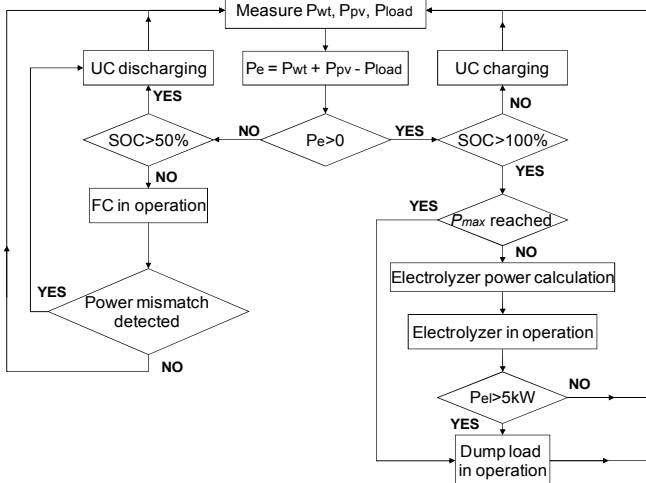 Measure Pwt, Ppv, Pload
UC discharging
Pe = Pwt + Ppv - Pload
UC charging
YES
NO
SOC>50%
NO
Pe>0
YES
SOC>100%
NO
YES
FC in operation
YES
Pmax reached
NO
Electrolyzer power calculation
YES
Power mismatch
detected
Electrolyzer in operation
NO
Pel>5kW
NO
YES
Dump load
in operation